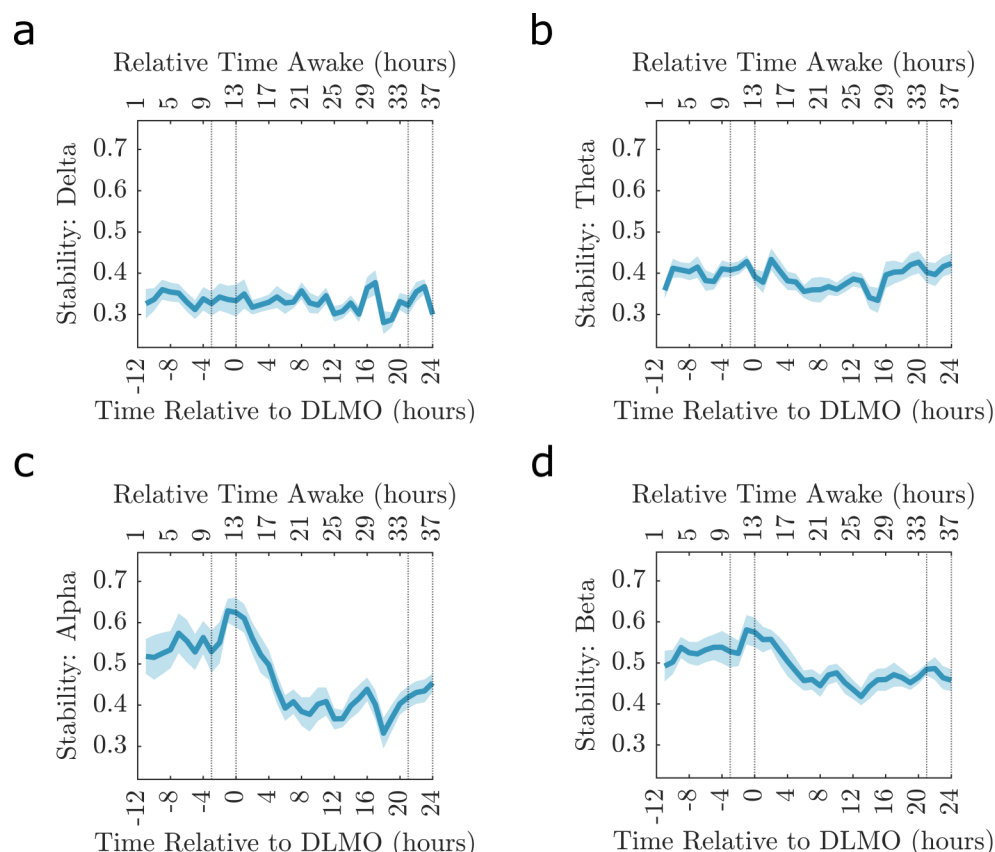 a
Relative Time Awake (hours)
1 5 9 13 17 21 25 29 33 37
Stability: Delta
0.7
0.6
0.5
0.4
0.3
-12 -8 -4 0 4 8 12 16 20 24
Time Relative to DLMO (hours)
b
Relative Time Awake (hours)
1 5 9 13 17 21 25 29 33 37
Stability: Theta
0.7
0.6
0.5
0.4
0.3
-12 -8 -4 0 4 8 12 16 20 24
Time Relative to DLMO (hours)
c
Relative Time Awake (hours)
1 5 9 13 17 21 25 29 33 37
Stability: Alpha
0.7
0.6
0.5
0.4
0.3
-12 -8 -4 0 4 8 12 16 20 24
Time Relative to DLMO (hours)
d
Relative Time Awake (hours)
1 5 9 13 17 21 25 29 33 37
Stability: Beta
0.7
0.6
0.5
0.4
0.3
-12 -8 -4 0 4 8 12 16 20 24
Time Relative to DLMO (hours)